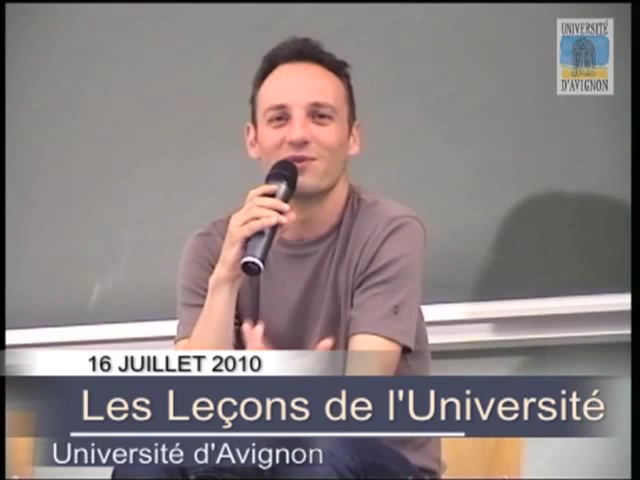 UNIVERSITÉ
D'AVIGNON
16 JUILLET 2010
Les Leçons de l'Université
Université d'Avignon